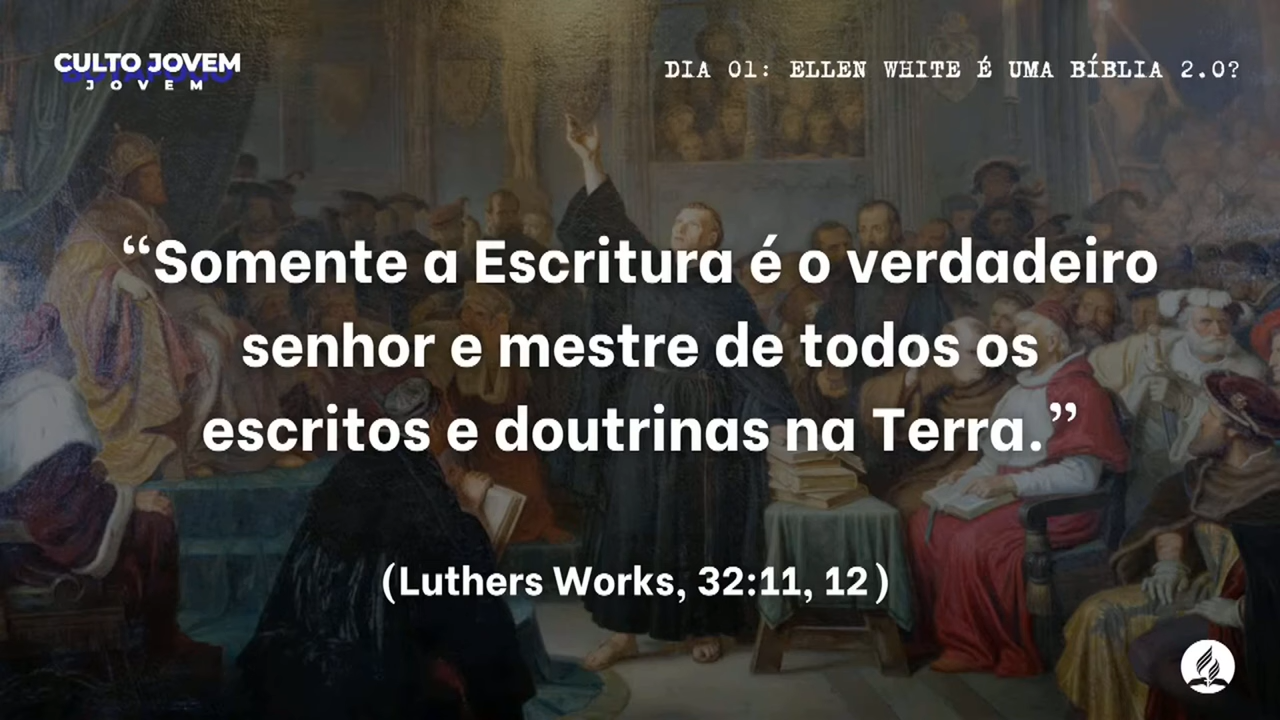 CULTO JOVEM
JOVEM
DIA 01: ELLEN WHITE É UMA BÍBLIA 2.0?
“Somente a Escritura é o verdadeiro
senhor e mestre de todos os
escritos e doutrinas na Terra.”
(Luthers Works, 32:11, 12)